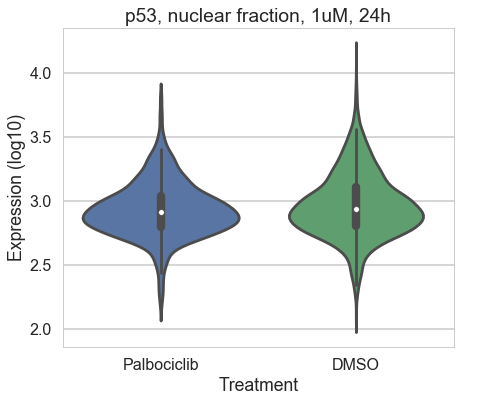 p53, nuclear fraction, 1uM, 24h
Expression (log10)
4.0
3.5
3.0
2.5
2.0
Palbociclib
DMSO
Treatment